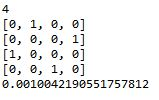 4
[0, 1, 0, 0]
[0, 0, 0, 1]
[1, 0, 0, 0]
[0, 0, 1, 0]
0.0010042190551757812